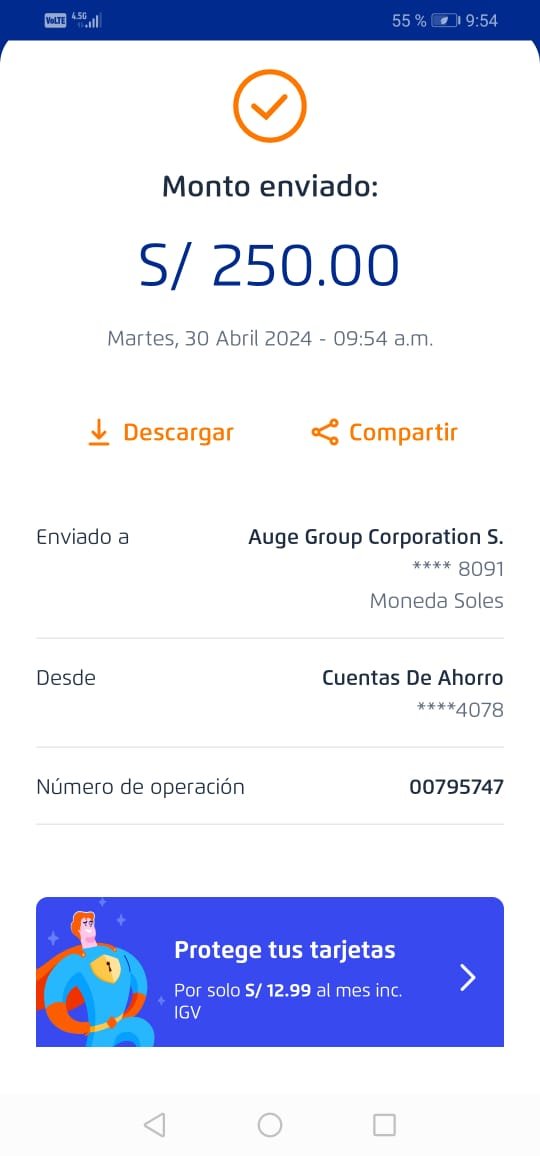 VoLTE 4.5G 55 % 9:54
Monto enviado:
S/ 250.00
Martes, 30 Abril 2024 - 09:54 a.m.
Descargar Compartir
Enviado a Auge Group Corporation S.
**** 8091
Moneda Soles
Desde Cuentas De Ahorro
****4078
Número de operación 00795747
Protege tus tarjetas
Por solo S/ 12.99 al mes inc.
IGV